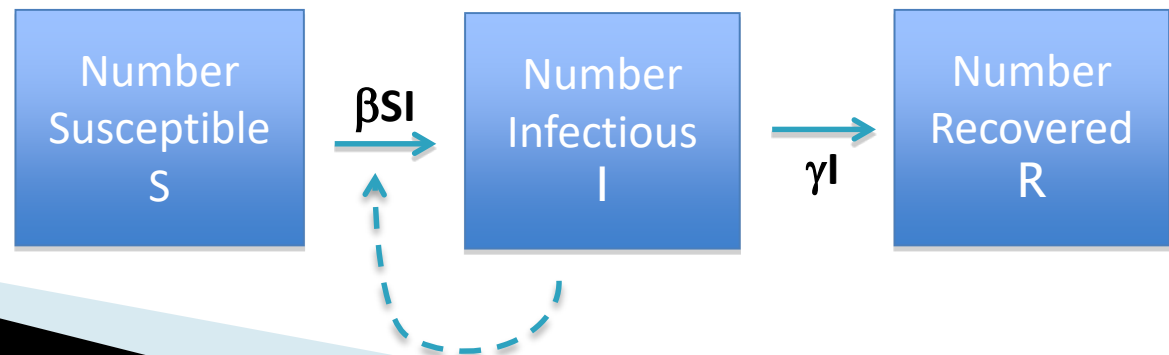 Number
Susceptible
S
βSI
Number
Infectious
I
γI
Number
Recovered
R